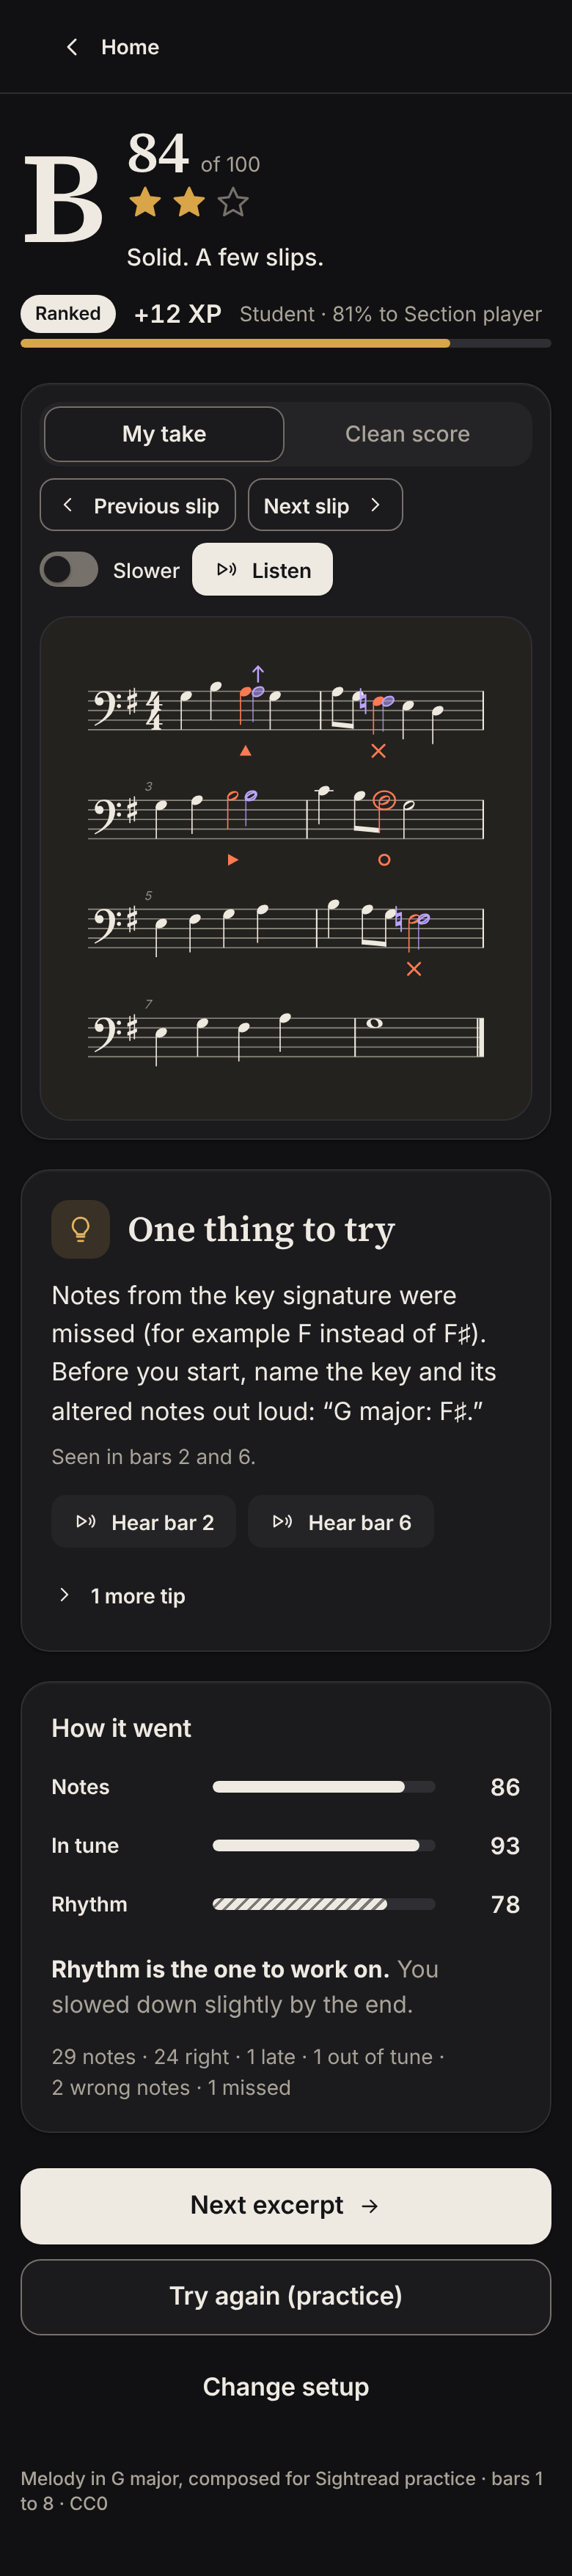 Home
B
84 of 100
Solid. A few slips.
Ranked +12 XP Student · 81% to Section player
My take Clean score
Previous slip Next slip
Slower Listen
4
4
3
5
7
One thing to try
Notes from the key signature were
missed (for example F instead of F♯).
Before you start, name the key and its
altered notes out loud: “G major: F♯.”
Seen in bars 2 and 6.
Hear bar 2 Hear bar 6
1 more tip
How it went
Notes 86
In tune 93
Rhythm 78
Rhythm is the one to work on. You
slowed down slightly by the end.
29 notes · 24 right · 1 late · 1 out of tune ·
2 wrong notes · 1 missed
Next excerpt →
Try again (practice)
Change setup
Melody in G major, composed for Sightread practice · bars 1
to 8 · CC0